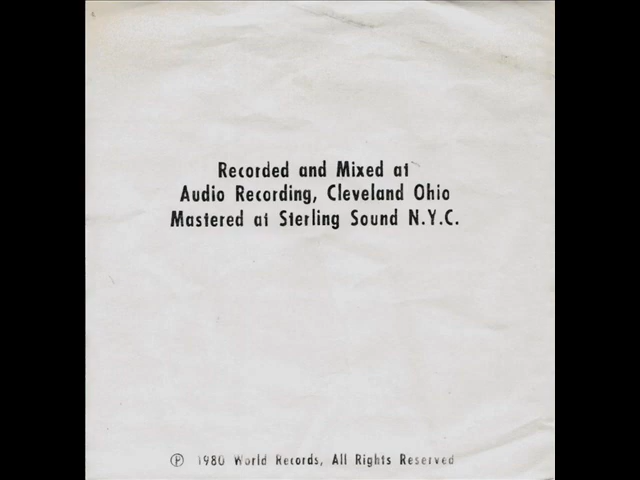 Recorded and Mixed at
Audio Recording, Cleveland Ohio
Mastered at Sterling Sound N.Y.C.
℗ 1980 World Records, All Rights Reserved